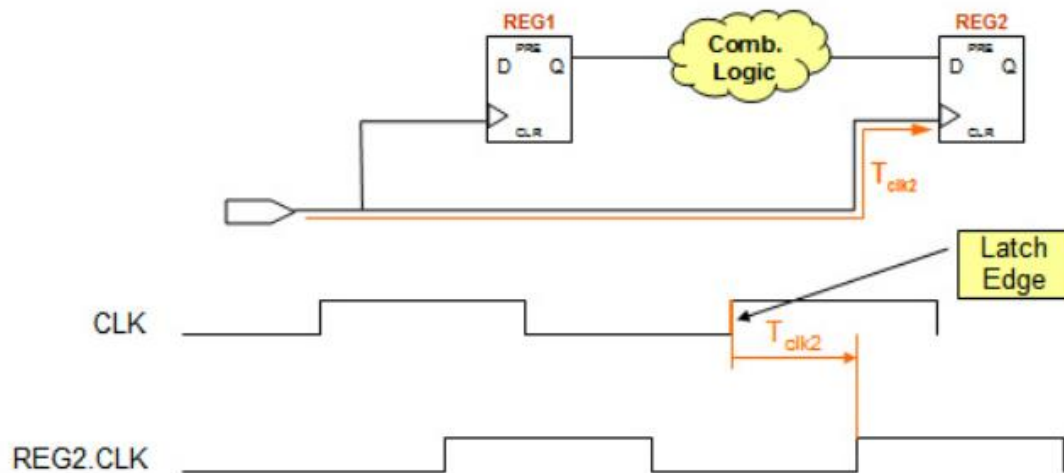 REG1
REG2
PRE
D Q
CLR
Comb.
Logic
PRE
D Q
CLR
Tclk2
Latch
Edge
CLK
Tclk2
REG2.CLK